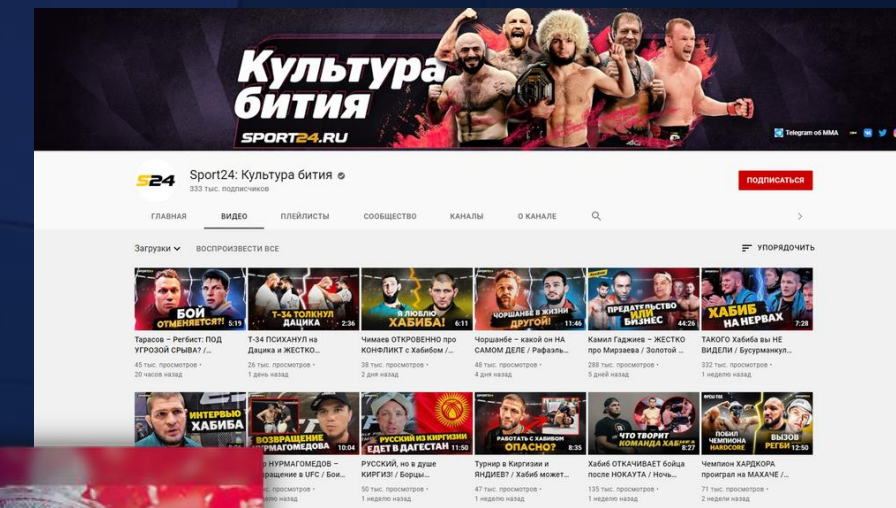 Культура
бития
SPORT24.RU
Telegram об ММА
S24
Sport24: Культура бития
333 тыс. подписчиков
ПОДПИСАТЬСЯ
ГЛАВНАЯ ВИДЕО ПЛЕЙЛИСТЫ СООБЩЕСТВО КАНАЛЫ О КАНАЛЕ
Загрузки ВОСПРОИЗВЕСТИ ВСЕ УПОРЯДОЧИТЬ
БОЙ
ОТМЕНЯЕТСЯ?!
5:19
Тарасов – Регбист: ПОД
УГРОЗОЙ СРЫВА? /...
45 тыс. просмотров •
20 часов назад
Т-34 ТОЛКНУЛ
ДАЦИКА
2:36
Т-34 ПСИХАНУЛ на
Дацика и ЖЕСТКО...
26 тыс. просмотров •
1 день назад
Я ЛЮБЛЮ
ХАБИБА!
6:11
Чимаев ОТКРОВЕННО про
КОНФЛИКТ с Хабибом /...
38 тыс. просмотров •
2 дня назад
ЧОРШАНБЕ В ЖИЗНИ
ДРУГОЙ!
11:46
Чоршанбе – какой он НА
САМОМ ДЕЛЕ / Рафаэль...
48 тыс. просмотров •
4 дня назад
ПРЕДАТЕЛЬСТВО
ИЛИ
БИЗНЕС
44:26
Камил Гаджиев – ЖЕСТКО
про Мирзаева / Золотой ...
288 тыс. просмотров •
5 дней назад
ХАБИБ
НА НЕРВАХ
7:28
ТАКОГО Хабиба вы НЕ
ВИДЕЛИ / Бусурманкул...
332 тыс. просмотров •
1 неделю назад
ИНТЕРВЬЮ
ХАБИБА
ВОЗВРАЩЕНИЕ
НУРМАГОМЕДОВА
10:04
НУРМАГОМЕДОВ –
в UFC / Бои...
тыс. просмотров •
назад
РУССКИЙ ИЗ КИРГИЗИИ
ЕДЕТ В ДАГЕСТАН
11:50
РУССКИЙ, но в душе
КИРГИЗ! / Борцы...
50 тыс. просмотров •
1 неделю назад
РАБОТАТЬ С ХАБИБОМ
ОПАСНО?
8:35
Турнир в Киргизии и
ЯНДИЕВ? / Хабиб может...
47 тыс. просмотров •
1 неделю назад
ЧТО ТВОРИТ
КОМАНДА ХАБИБА
8:27
Хабиб ОТКАЧИВАЕТ бойца
после НОКАУТА / Ночь...
135 тыс. просмотров •
1 неделю назад
ПОБИЛ
ЧЕМПИОНА
HARDCORE
ВЫЗОВ
РЕГБИ
12:50
Чемпион ХАРДКОРА
проиграл на МАХАЧЕ /...
71 тыс. просмотров •
2 недели назад